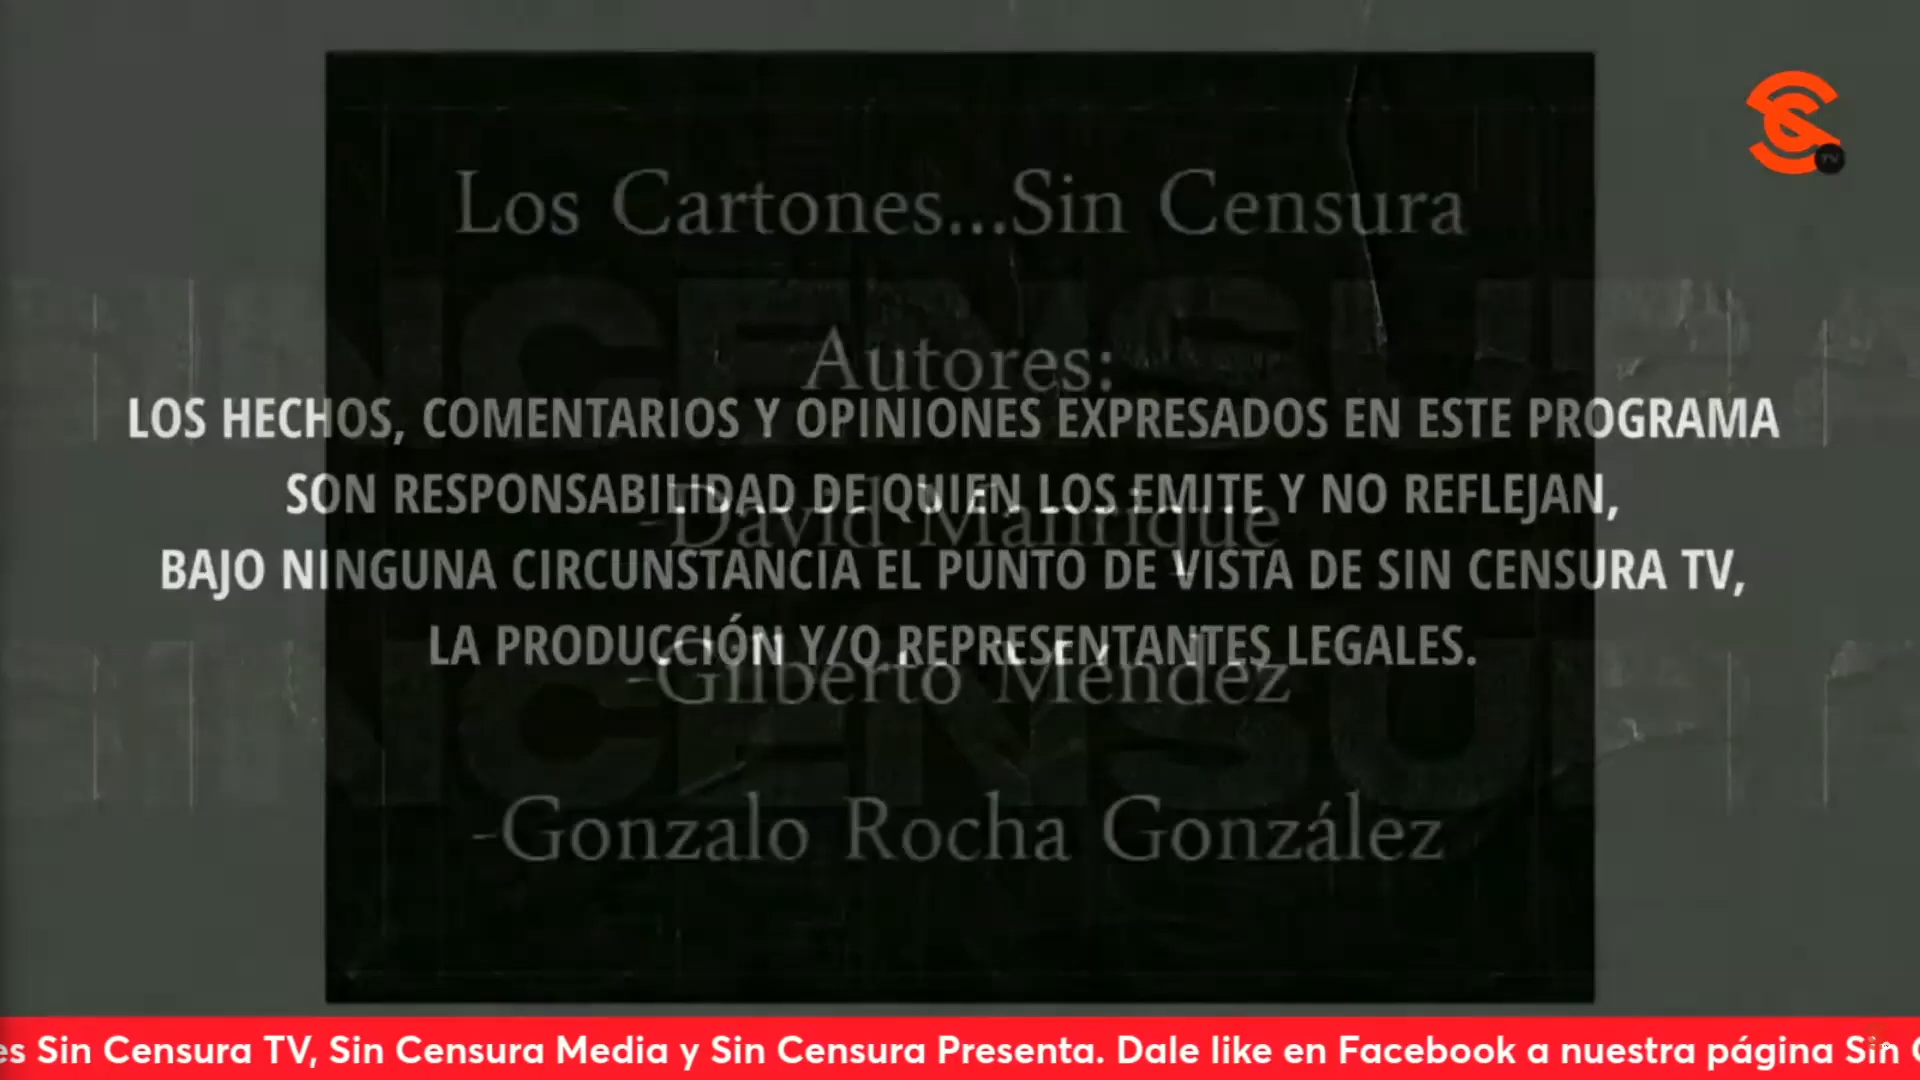 TV
Los Cartones...Sin Censura
Autores:
-David Manrique
-Gilberto Méndez
-Gonzalo Rocha González
LOS HECHOS, COMENTARIOS Y OPINIONES EXPRESADOS EN ESTE PROGRAMA
SON RESPONSABILIDAD DE QUIEN LOS EMITE Y NO REFLEJAN,
BAJO NINGUNA CIRCUNSTANCIA EL PUNTO DE VISTA DE SIN CENSURA TV,
LA PRODUCCIÓN Y/O REPRESENTANTES LEGALES.
es Sin Censura TV, Sin Censura Media y Sin Censura Presenta. Dale like en Facebook a nuestra página Sin